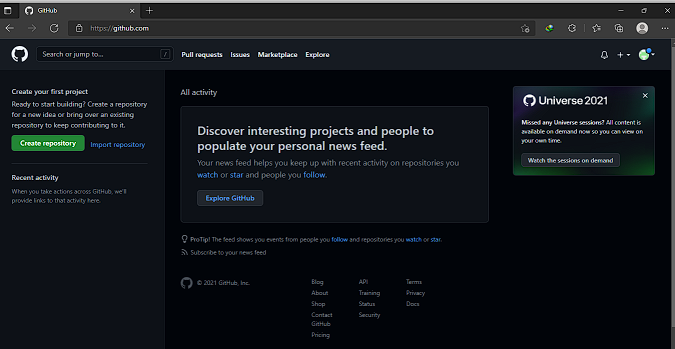 GitHub
https://github.com
Search or jump to...
/
Pull requests
Issues
Marketplace
Explore
Create your first project
Ready to start building? Create a repository
for a new idea or bring over an existing
repository to keep contributing to it.
Create repository
Import repository
Recent activity
When you take actions across GitHub, we'll
provide links to that activity here.
All activity
Discover interesting projects and people to
populate your personal news feed.
Your news feed helps you keep up with recent activity on repositories you
watch or star and people you follow.
Explore GitHub
ProTip! The feed shows you events from people you follow and repositories you watch or star.
Subscribe to your news feed
Universe 2021
Missed any Universe sessions? All content is
available on demand now so you can view on
your own time.
Watch the sessions on demand
© 2021 GitHub, Inc.
Blog
About
Shop
Contact
GitHub
Pricing
API
Training
Status
Security
Terms
Privacy
Docs